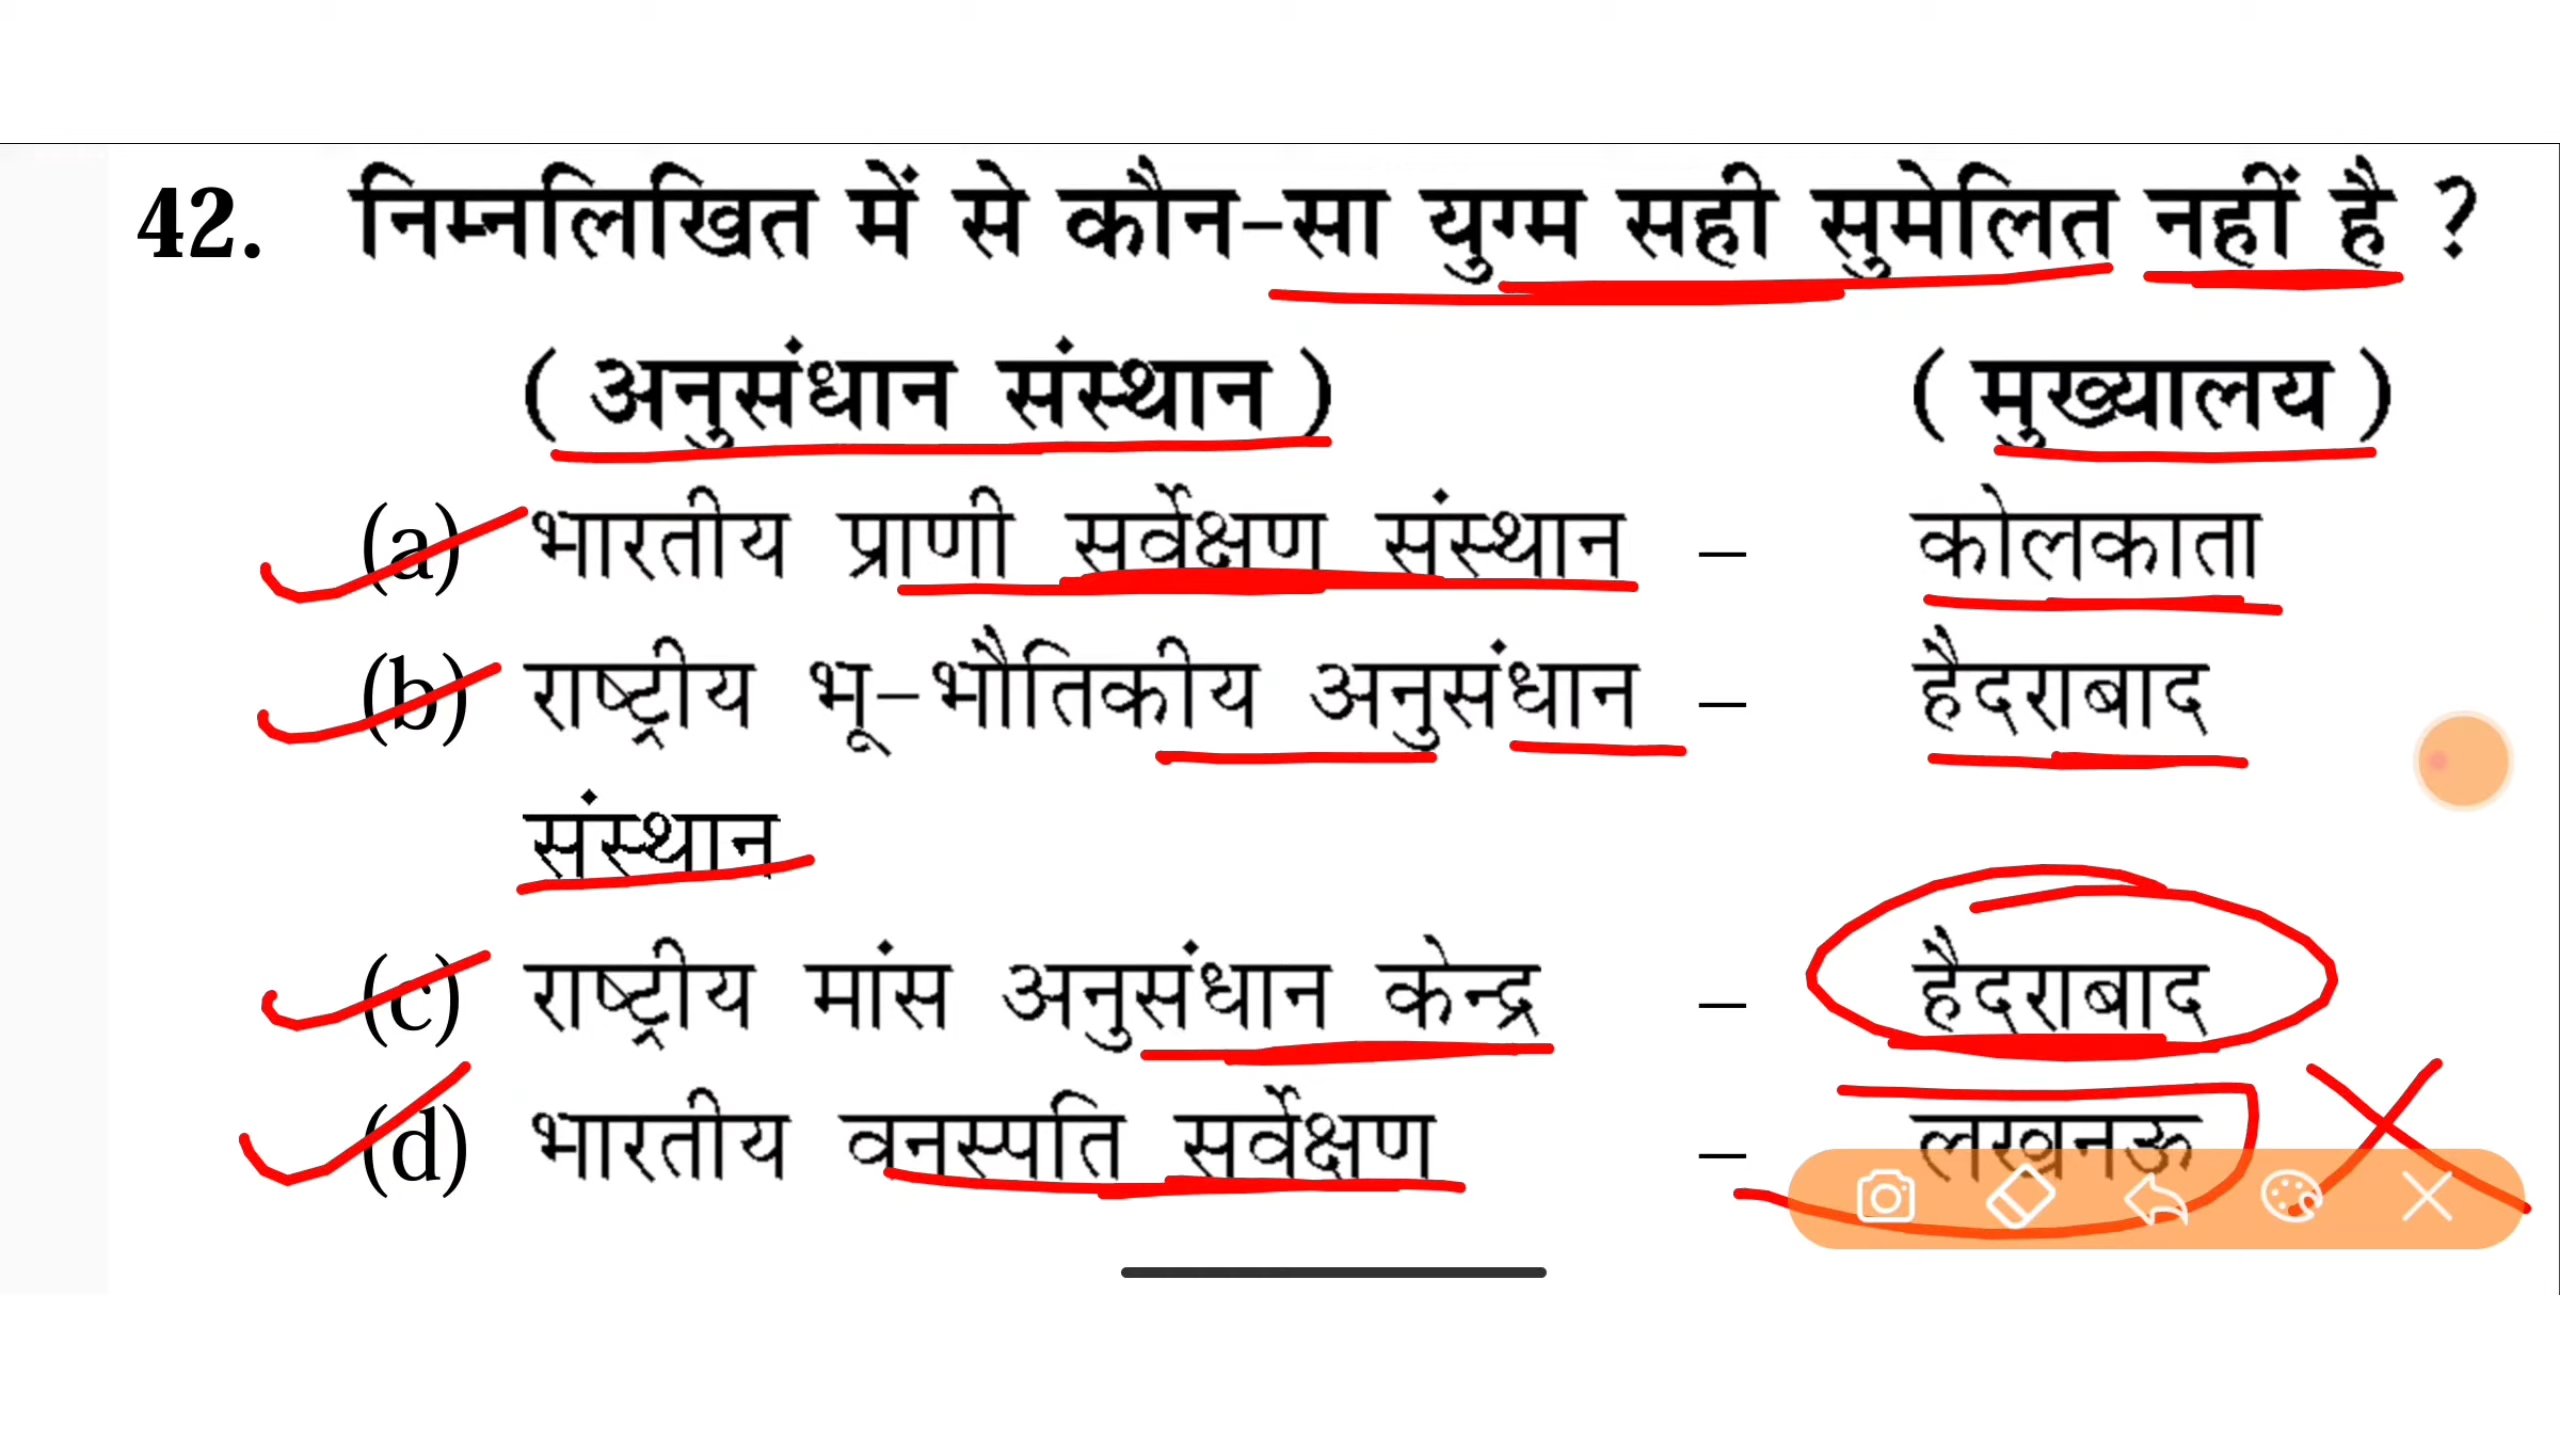 42. निम्नलिखित में से कौन-सा युग्म सही सुमेलित नहीं है ?
( अनुसंधान संस्थान ) ( मुख्यालय )
(a) भारतीय प्राणी सर्वेक्षण संस्थान – कोलकाता
(b) राष्ट्रीय भू-भौतिकीय अनुसंधान – हैदराबाद
संस्थान
(c) राष्ट्रीय मांस अनुसंधान केन्द्र – हैदराबाद
(d) भारतीय वनस्पति सर्वेक्षण – लखनऊ